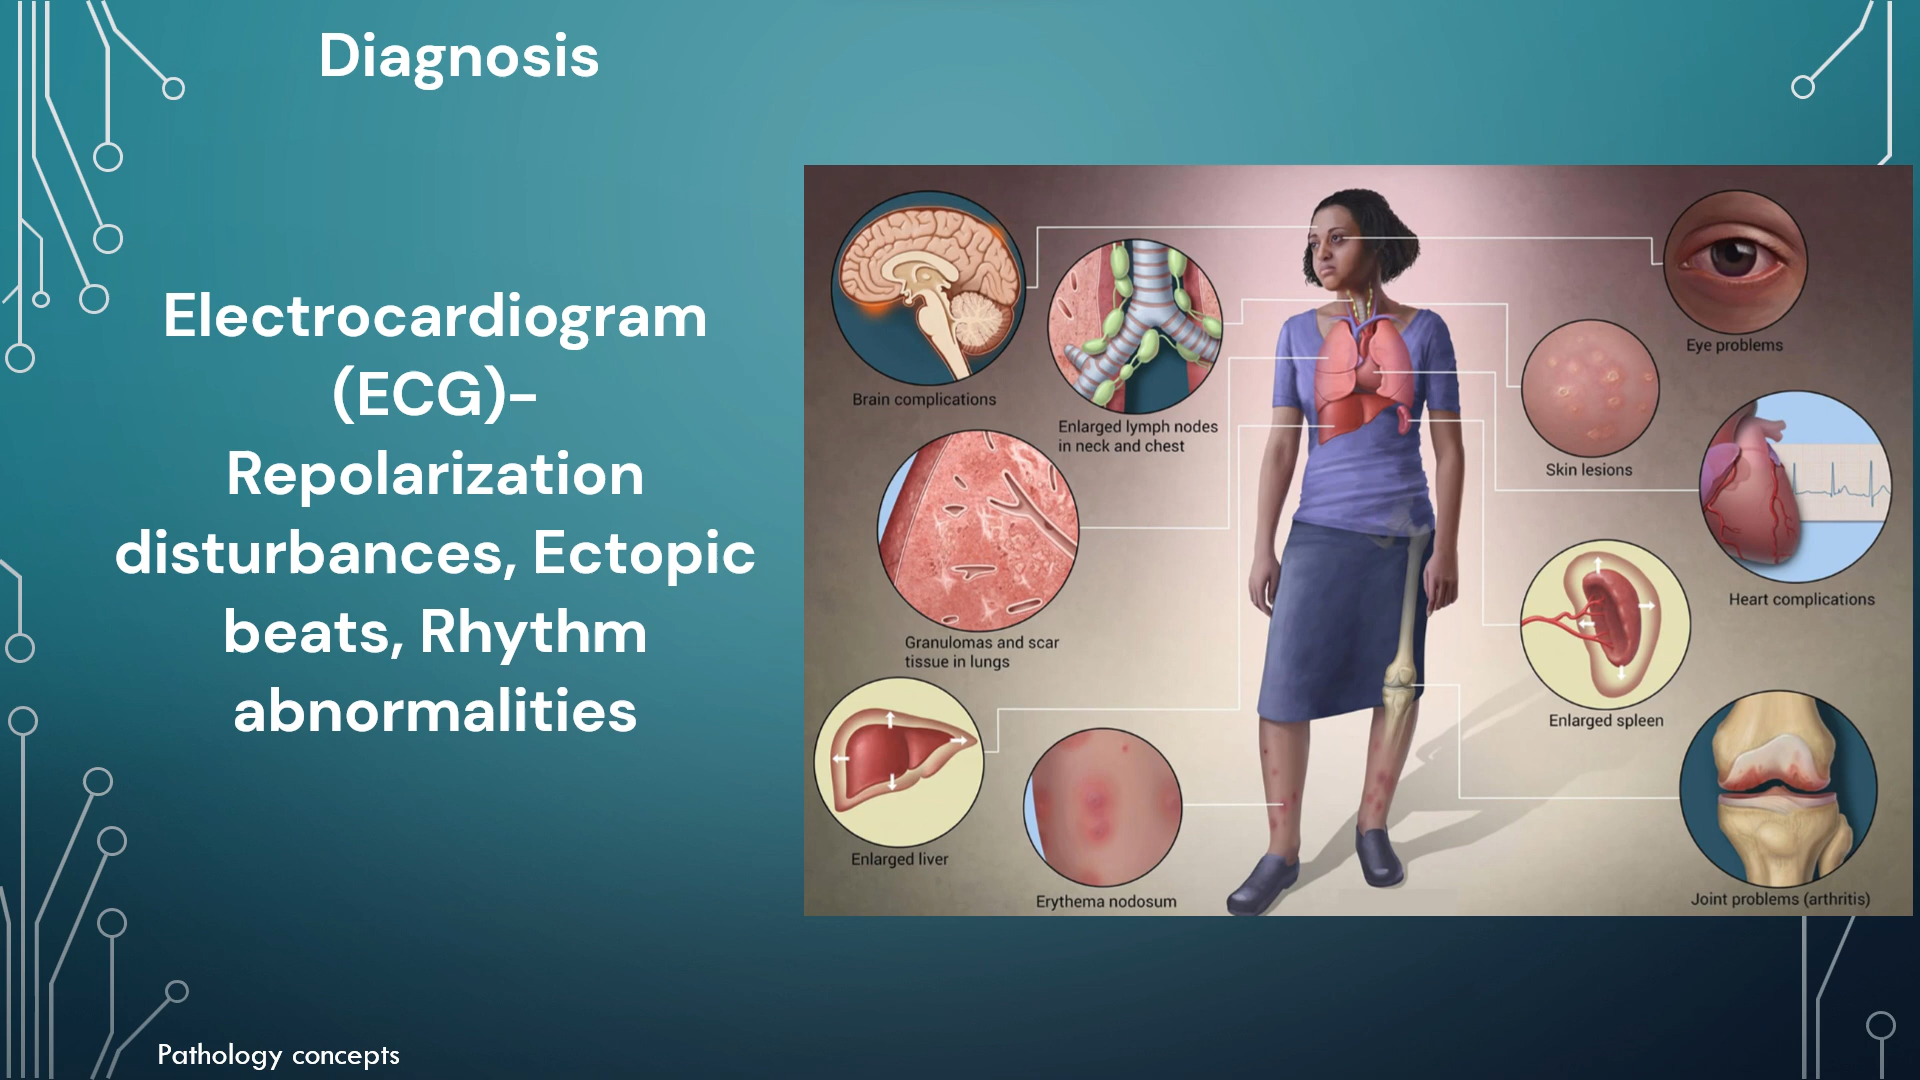 Diagnosis
Electrocardiogram
(ECG)-
Repolarization
disturbances, Ectopic
beats, Rhythm
abnormalities
Brain complications
Enlarged lymph nodes
in neck and chest
Granulomas and scar
tissue in lungs
Enlarged liver
Erythema nodosum
Eye problems
Skin lesions
Heart complications
Enlarged spleen
Joint problems (arthritis)
Pathology concepts